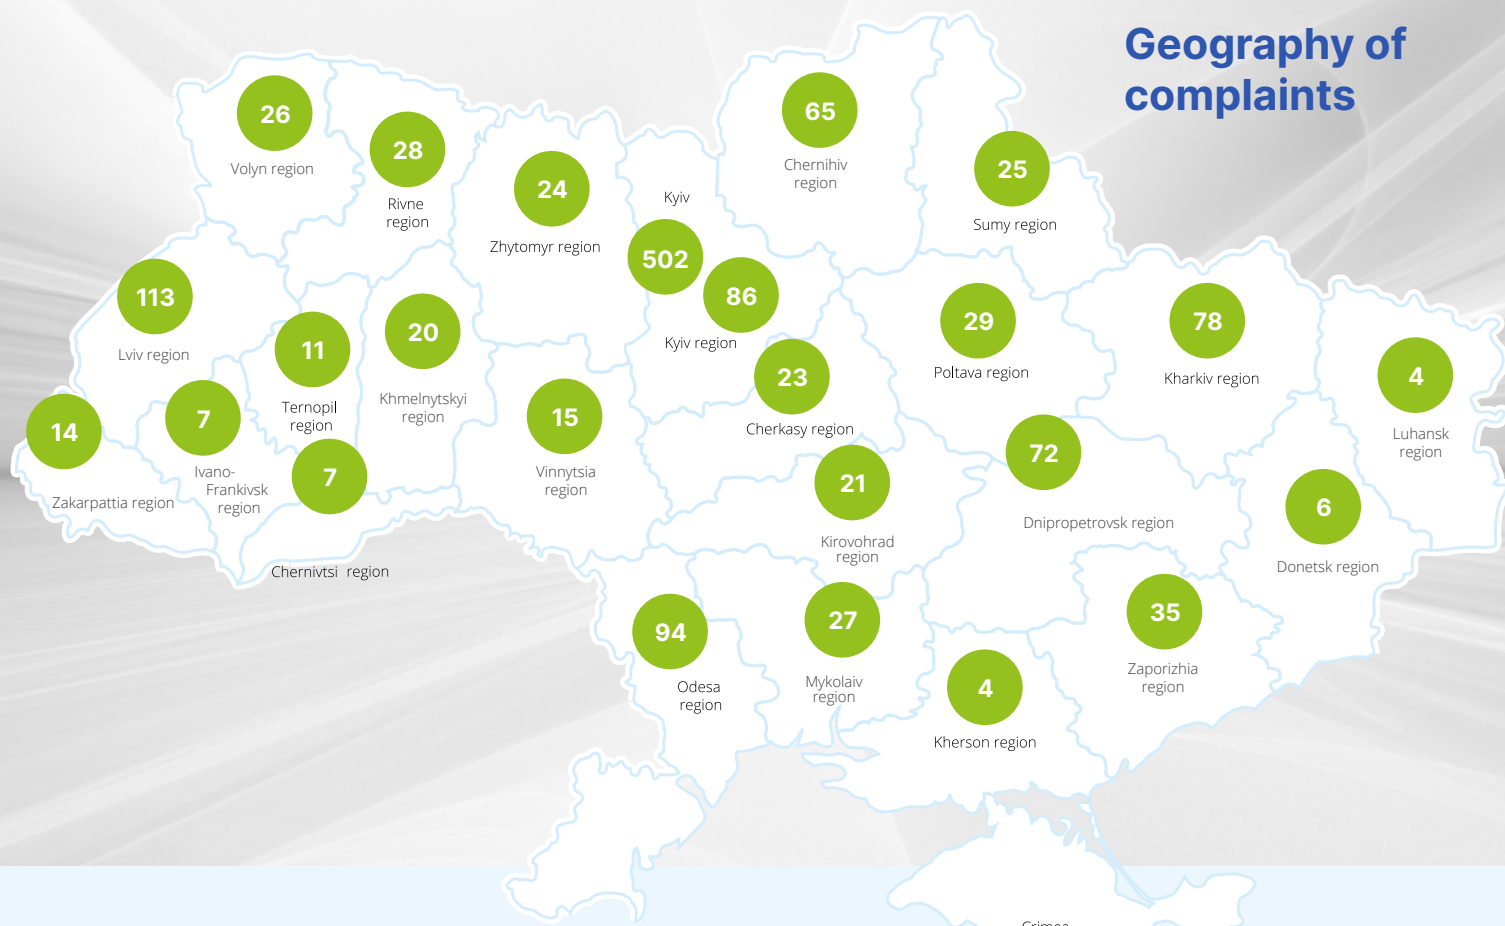 Geography of
complaints
26
Volyn region
28
Rivne
region
24
Zhytomyr region
Kyiv
502
86
Kyiv region
65
Chernihiv
region
25
Sumy region
113
Lviv region
11
Ternopil
region
20
Khmelnytskyi
region
23
Cherkasy region
29
Poltava region
78
Kharkiv region
4
Luhansk
region
14
Zakarpattia region
7
Ivano-
Frankivsk
region
7
Chernivtsi region
15
Vinnytsia
region
21
Kirovohrad
region
72
Dnipropetrovsk region
6
Donetsk region
94
Odesa
region
27
Mykolaiv
region
4
Kherson region
35
Zaporizhia
region